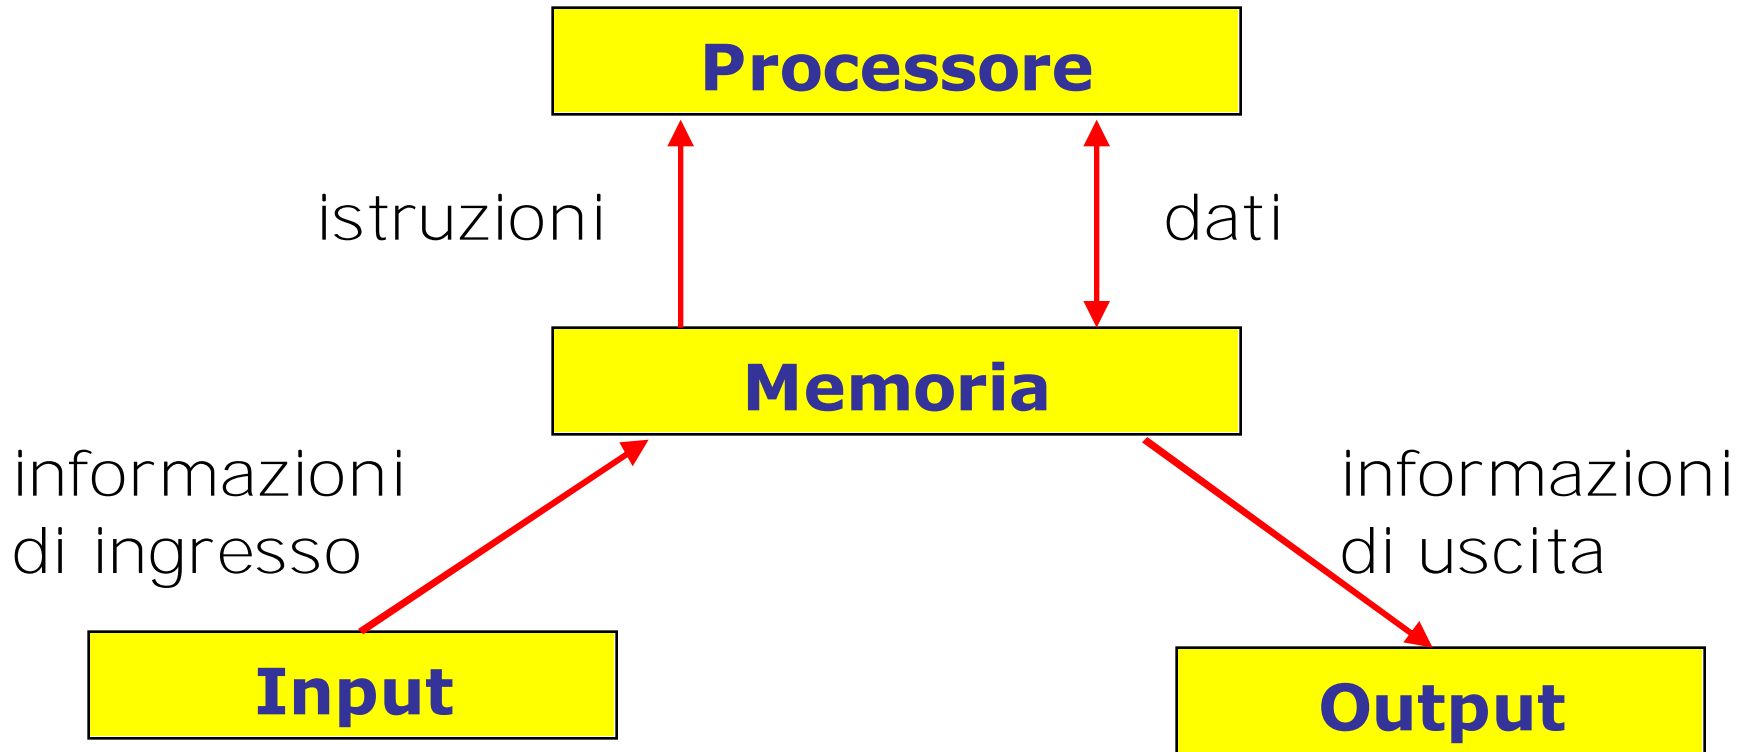 Processore
istruzioni
dati
Memoria
informazioni
di ingresso
informazioni
di uscita
Input
Output